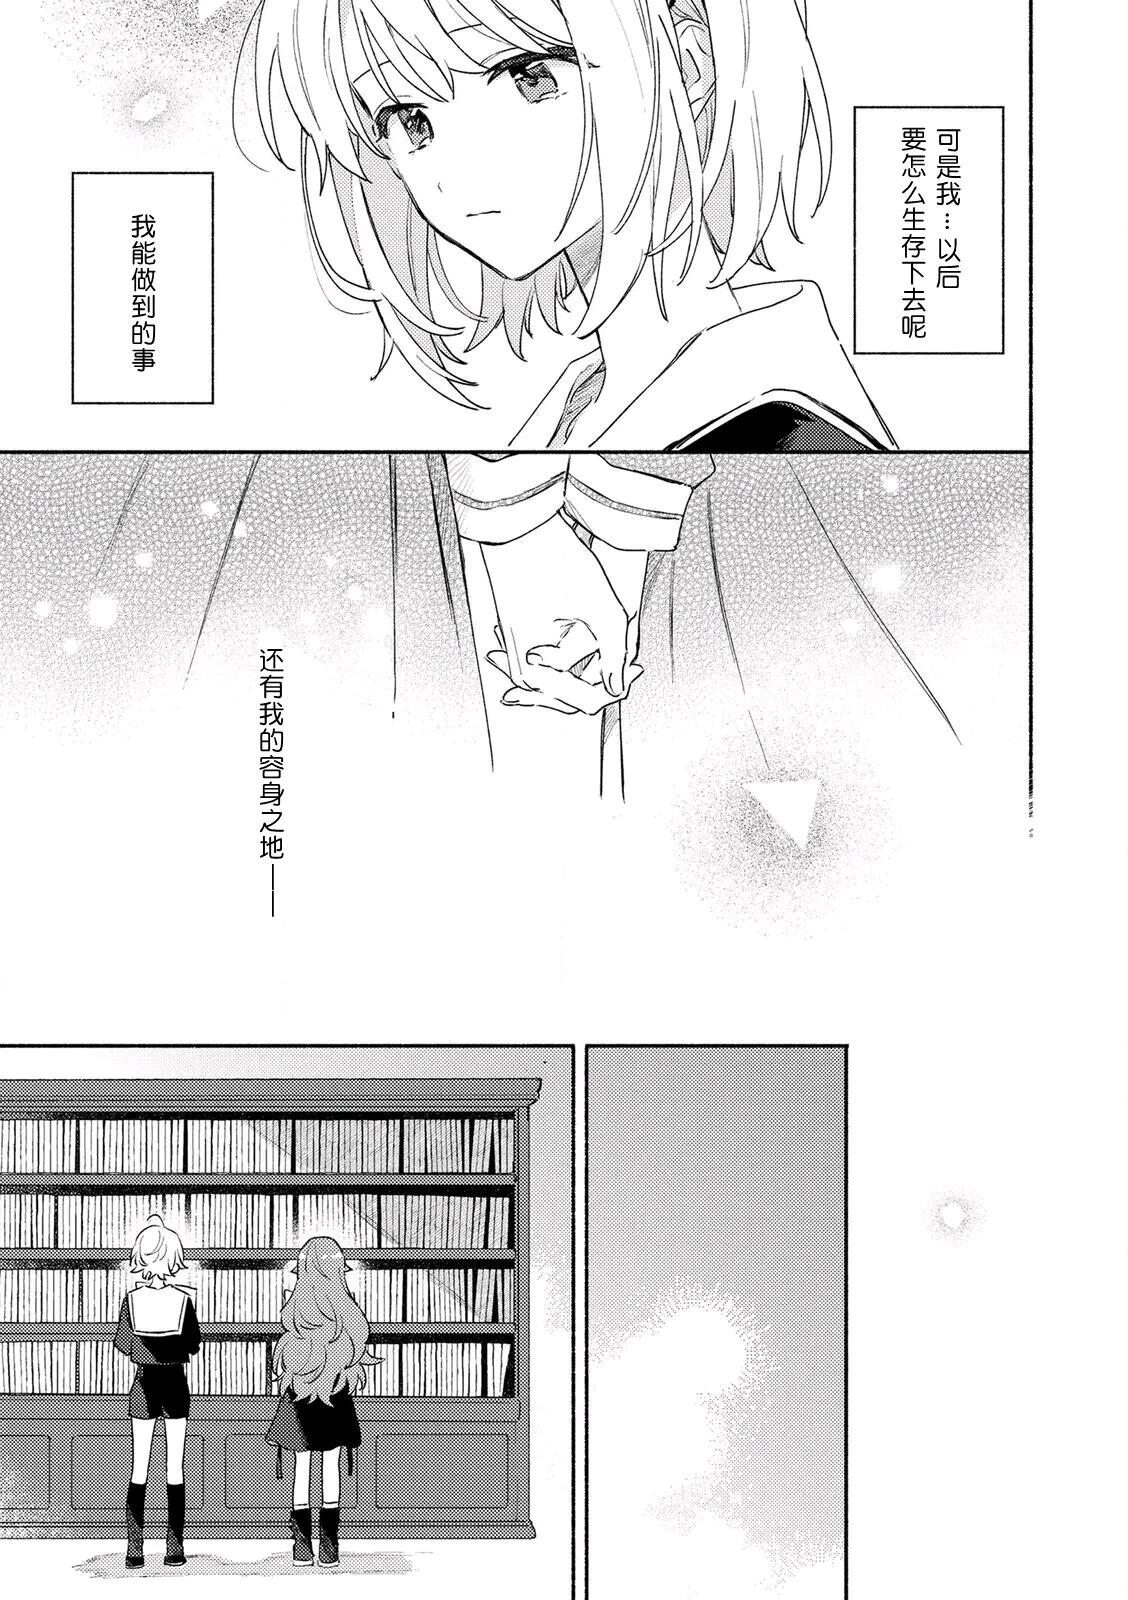 可是我…以后
要怎么生存下去呢
我能做到的事
还有我的容身之地——